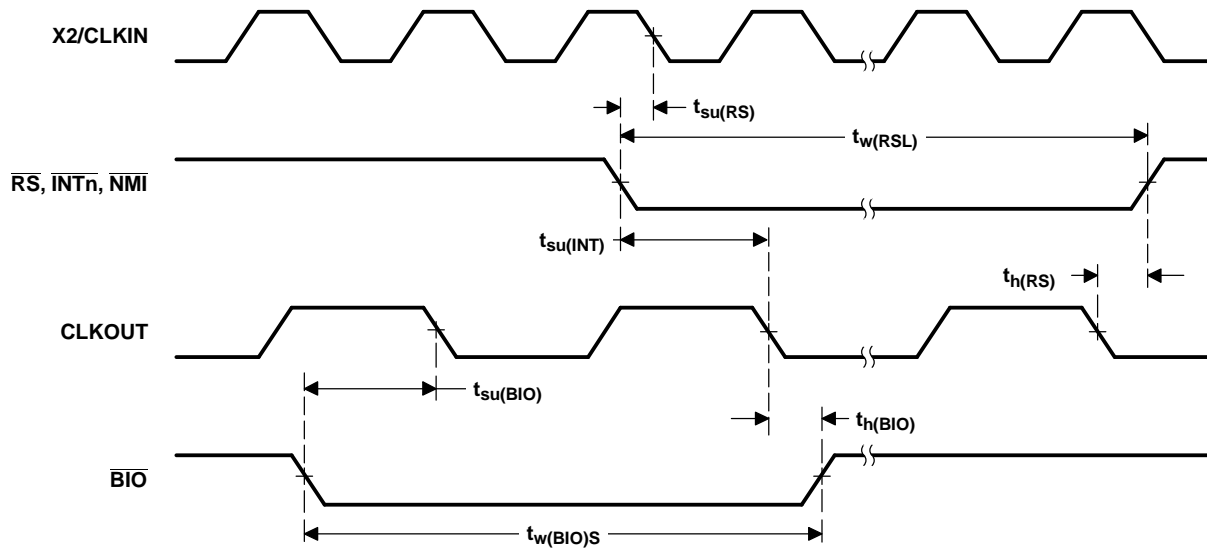 X2/CLKIN
tsu(RS)
tw(RSL)
RS, INTn, NMI
tsu(INT)
th(RS)
CLKOUT
tsu(BIO)
th(BIO)
BIO
tw(BIO)S